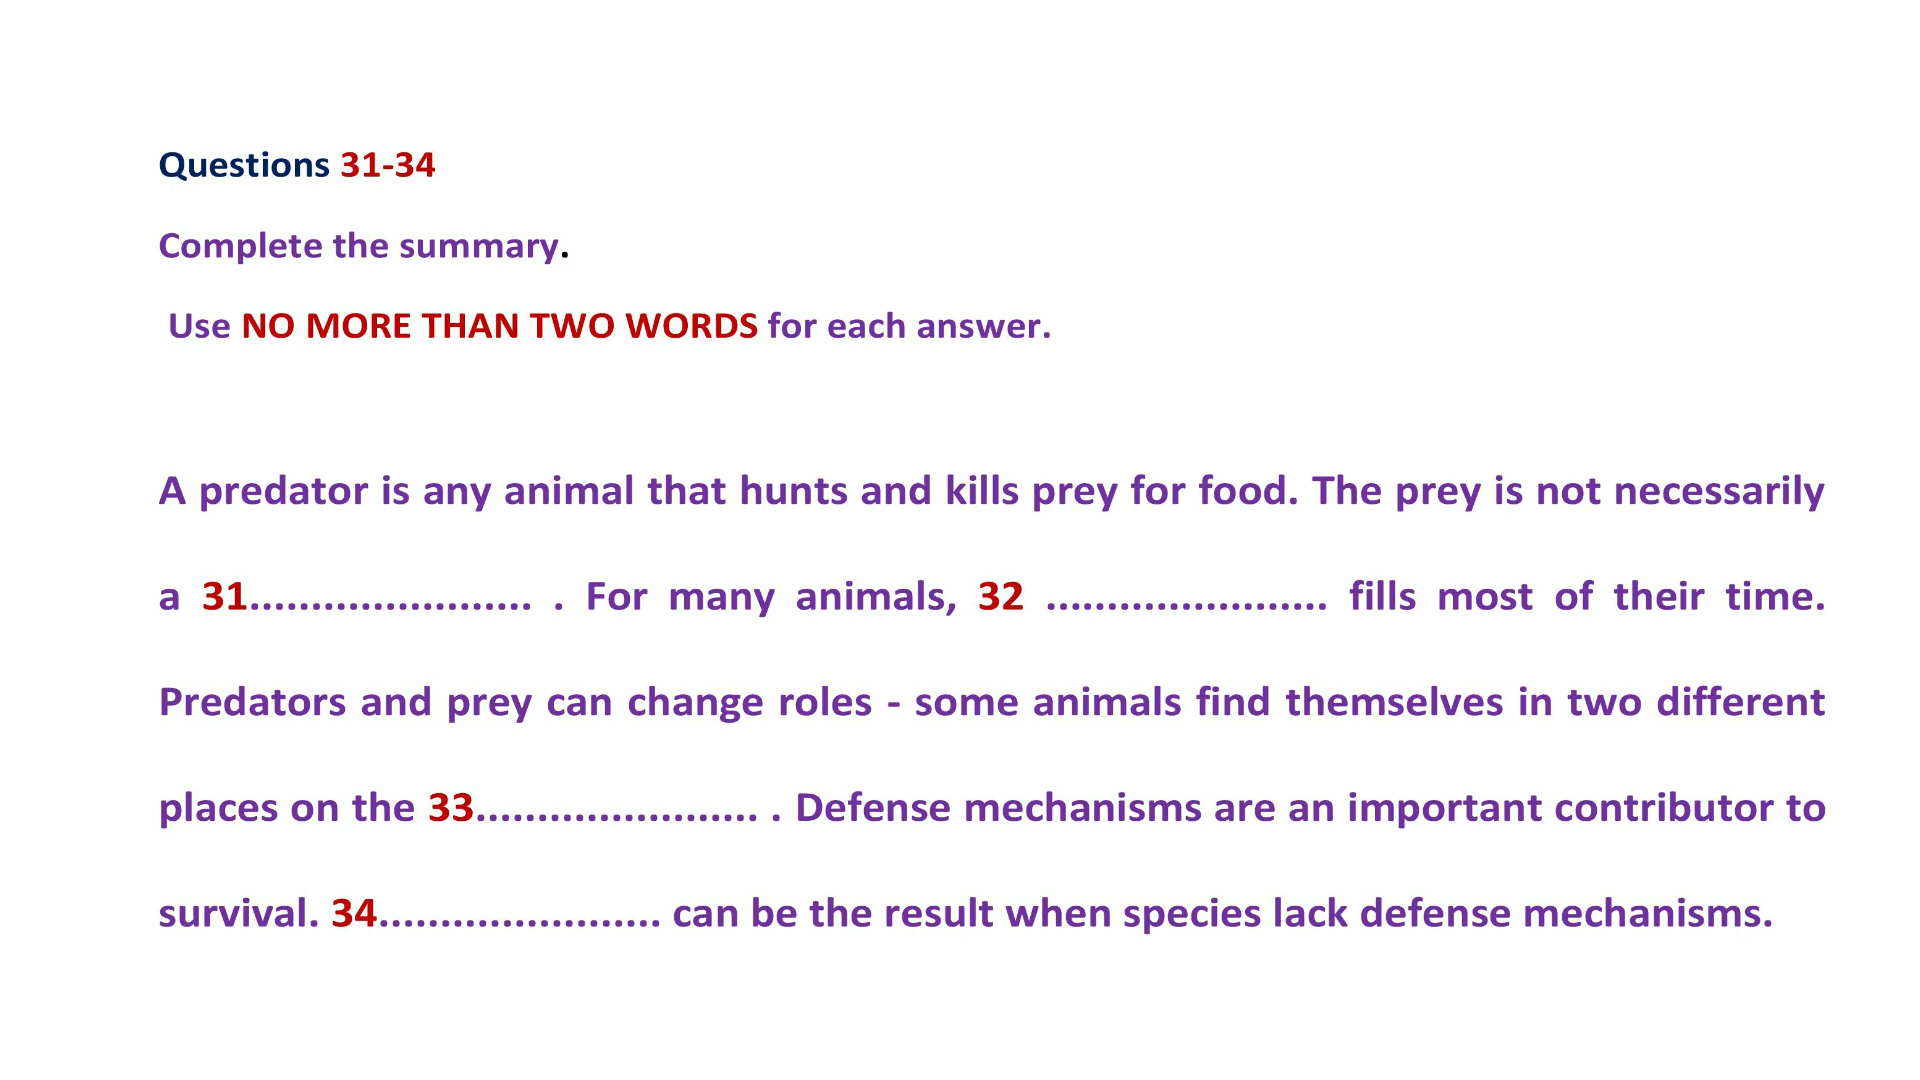 Questions 31-34
Complete the summary.
Use NO MORE THAN TWO WORDS for each answer.
A predator is any animal that hunts and kills prey for food. The prey is not necessarily
a 31....................... . For many animals, 32 ....................... fills most of their time.
Predators and prey can change roles - some animals find themselves in two different
places on the 33....................... . Defense mechanisms are an important contributor to
survival. 34....................... can be the result when species lack defense mechanisms.